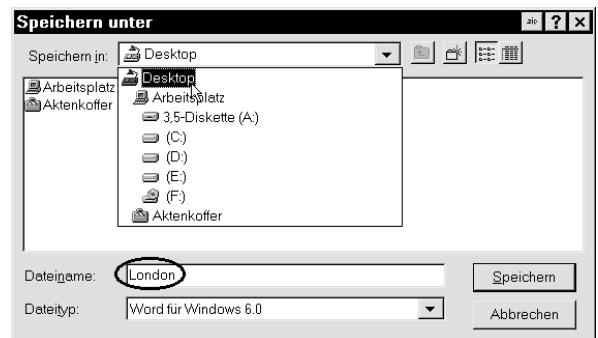 Speichern unter
zip ? ×
Speichern in: Desktop
Desktop
Arbeitsplatz
3,5-Diskette (A:)
(C:)
(D:)
(E:)
(F:)
Aktenkoffer
Arbeitsplatz
Aktenkoffer
Dateiname: London Speichern
Dateityp: Word für Windows 6.0 Abbrechen